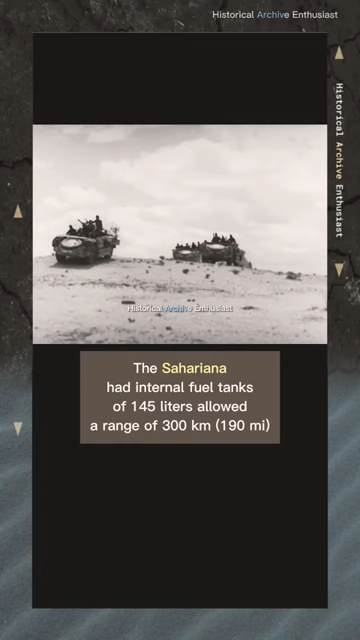 Historical Archive Enthusiast
Historical Archive Enthusiast
Historical Archive Enthusiast
The Sahariana
had internal fuel tanks
of 145 liters allowed
a range of 300 km (190 mi)